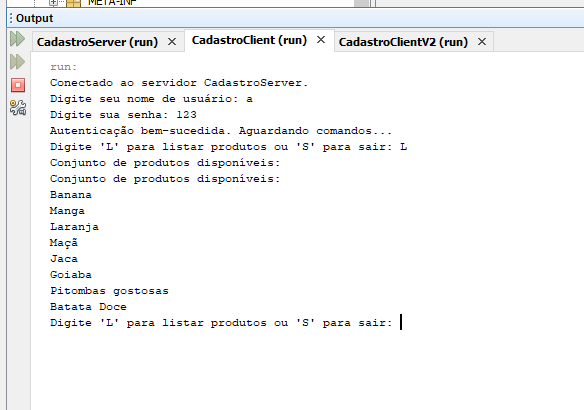 META-INF
Output
CadastroServer (run) × CadastroClient (run) × CadastroClientV2 (run) ×
run:
Conectado ao servidor CadastroServer.
Digite seu nome de usuário: a
Digite sua senha: 123
Autenticação bem-sucedida. Aguardando comandos...
Digite 'L' para listar produtos ou 'S' para sair: L
Conjunto de produtos disponíveis:
Conjunto de produtos disponíveis:
Banana
Manga
Laranja
Maçã
Jaca
Goiaba
Pitombas gostosas
Batata Doce
Digite 'L' para listar produtos ou 'S' para sair: